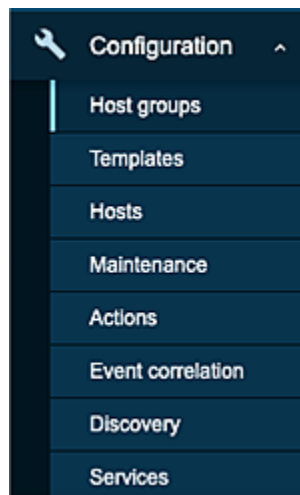 Configuration
Host groups
Templates
Hosts
Maintenance
Actions
Event correlation
Discovery
Services